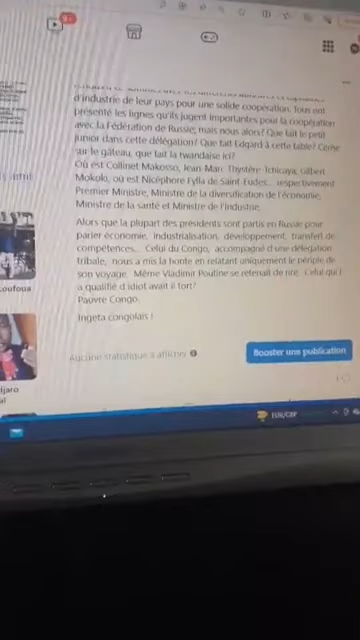 9+
d'industrie de leur pays pour une solide coopération. Tous ont
présenté les lignes qu'ils jugent importantes pour la coopération
avec la Fédération de Russie, mais nous alors? Que fait le petit
junior dans cette délégation? Que fait Edgard à cette table? Cerise
sur le gâteau, que fait la rwandaise ici?
Où est Collinet Makosso, Jean Marc Thystère Tchicaya, Gilbert
Mokoki, où est Nicéphore Fylla de Saint-Eudes... respectivement
Premier Ministre, Ministre de la diversification de l'économie,
Ministre de la santé et Ministre de l'Industrie.
Alors que la plupart des présidents sont partis en Russie pour
parler économie, industrialisation, développement, transfert de
compétences... Celui du Congo, accompagné d'une délégation
tribale, nous a mis la honte en relatant uniquement le périple de
son voyage. Même Vladimir Poutine se retenait de rire. Celui qui l
a qualifié d'idiot avait il tort?
Pauvre Congo.
Ingeta congolais !
Aucune statistique à afficher
Booster une publication
oufoua
djaro
al
EUR/GBP